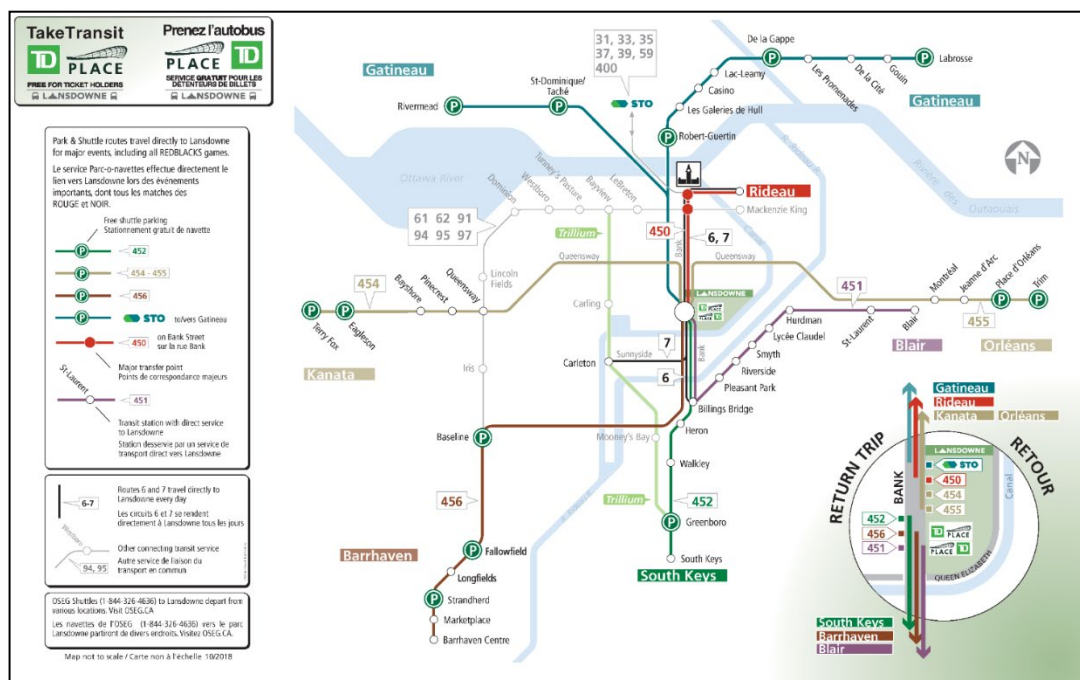 TakeTransit
TD PLACE
FREE FOR TICKET HOLDERS
LANSDOWNE
Prenez l'autobus
PLACE TD
SERVICE GRATUIT POUR LES
DÉTENTEURS DE BILLETS
LANSDOWNE
Park & Shuttle routes travel directly to Lansdowne
for major events, including all REDBLACKS games.
Le service Parc-o-navettes effectue directement le
lien vers Lansdowne lors des événements
importants, dont tous les matches des
ROUGE et NOIR.
Free shuttle parking
Stationnement gratuit de navette
P 452
P 454 - 455
P 456
P STO to/vers Gatineau
450 on Bank Street
sur la rue Bank
Major transfer point
Points de correspondance majeurs
St-Laurent
451
Transit station with direct service
to Lansdowne
Station desservie par un service de
transport direct vers Lansdowne
6-7
Routes 6 and 7 travel directly to
Lansdowne every day
Les circuits 6 et 7 se rendent
directement à Lansdowne tous les jours
Westboro
94, 95
Other connecting transit service
Autre service de liaison du
transport en commun
OSEG Shuttles (1-844-326-4636) to Lansdowne depart from
various locations. Visit OSEG.CA
Les navettes de l'OSEG (1-844-326-4636) vers le parc
Lansdowne partiront de divers endroits. Visitez OSEG.CA.
Map not to scale / Carte non à l'échelle 10/2018
31, 33, 35
37, 39, 59
400
STO
Gatineau
Rivermead
P
St-Dominique/
Taché
P
De la Gappe
P
Labrosse
P
Lac-Leamy
Casino
Les Galeries de Hull
Les Promenades
De la Cité
Gouin
Gatineau
Robert-Guertin
P
N
R. Rideau R.
Rivière des
Outaouais
Ottawa River
Rideau
Mackenzie King
Dominion
Westboro
Tunney's Pasture
Bayview
LeBreton
61 62 91
94 95 97
Trillium
450
Bank
6, 7
Canal
Lincoln
Fields
Queensway
Queensway
454
Bayshore
Pinecrest
Queensway
Terry Fox
P
Eagleson
P
Kanata
Carling
LANSDOWNE
TD PLACE
PLACE TD
451
Montréal
Jeanne d'Arc
Place d'Orléans
P
Trim
P
455
Orléans
Hurdman
Lycée Claudel
Smyth
Riverside
Pleasant Park
Billings Bridge
St-Laurent
Blair
Blair
Iris
Carleton
Sunnyside
7
6
Bank
Baseline
P
Heron
Mooney's Bay
Walkley
Trillium
452
Greenboro
P
South Keys
South Keys
456
Barrhaven
Fallowfield
P
Longfields
Strandherd
P
Marketplace
Barrhaven Centre
Gatineau
Rideau
Kanata Orléans
RETURN TRIP
RETOUR
BANK
LANSDOWNE
STO
450
454
455
452
456
451
TD PLACE
PLACE TD
Canal
QUEEN ELIZABETH
South Keys
Barrhaven
Blair